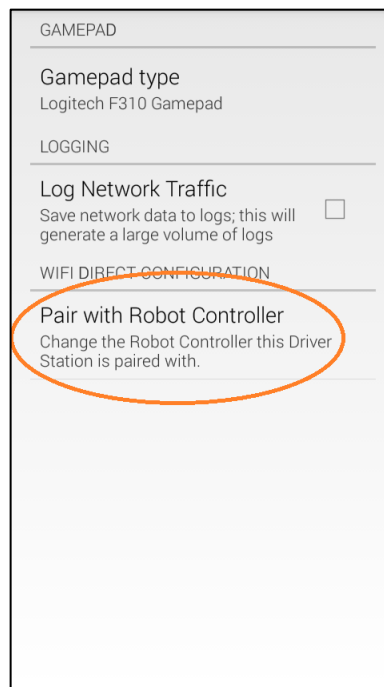 GAMEPAD
Gamepad type
Logitech F310 Gamepad
LOGGING
Log Network Traffic
Save network data to logs; this will
generate a large volume of logs
WIFI DIRECT CONFIGURATION
Pair with Robot Controller
Change the Robot Controller this Driver
Station is paired with.